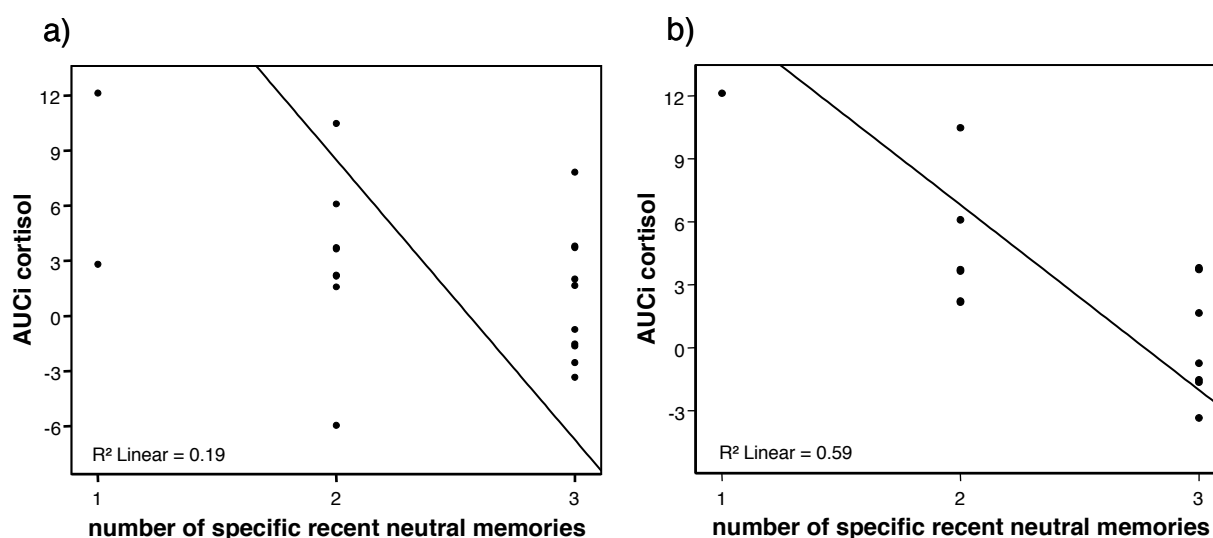 a)
12
9
6
3
0
-3
-6
AUCi cortisol
R² Linear = 0.19
1 2 3
number of specific recent neutral memories
b)
12
9
6
3
0
-3
AUCi cortisol
R² Linear = 0.59
1 2 3
number of specific recent neutral memories